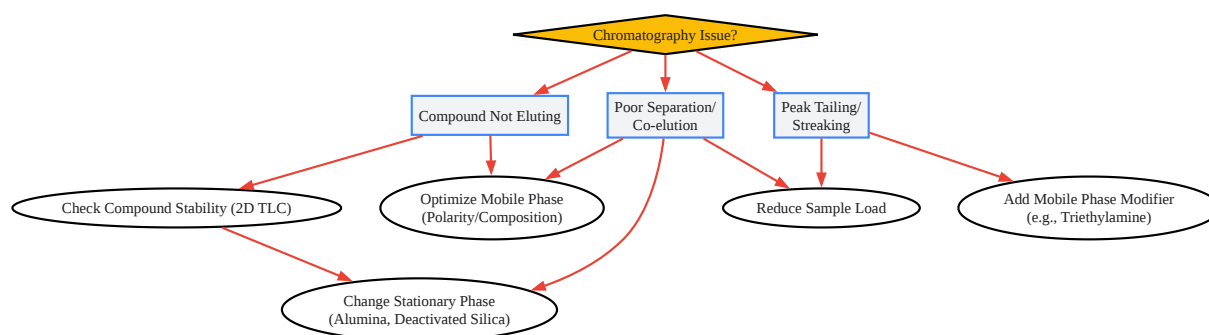 Chromatography Issue?
Compound Not Eluting
Poor Separation/
Co-elution
Peak Tailing/
Streaking
Check Compound Stability (2D TLC)
Optimize Mobile Phase
(Polarity/Composition)
Reduce Sample Load
Add Mobile Phase Modifier
(e.g., Triethylamine)
Change Stationary Phase
(Alumina, Deactivated Silica)